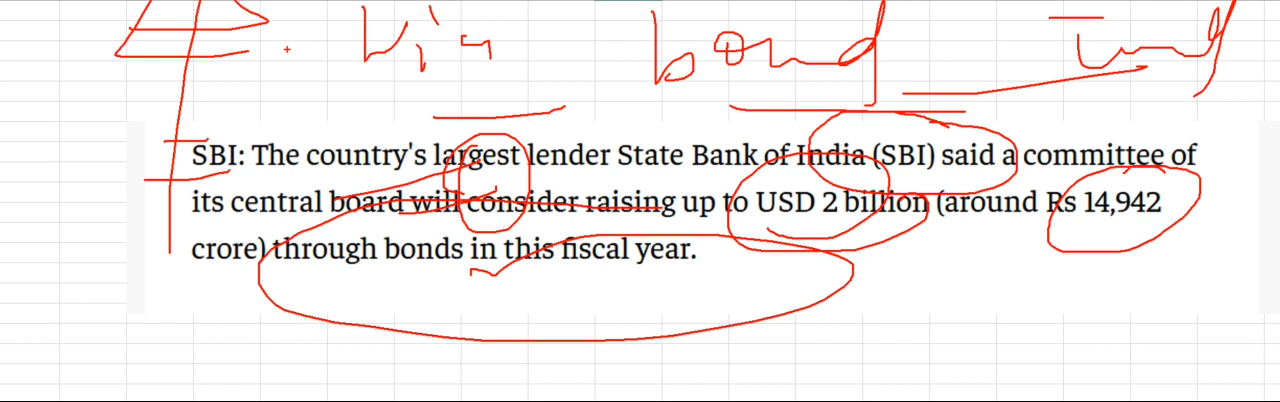 bond
SBI: The country's largest lender State Bank of India (SBI) said a committee of
its central board will consider raising up to USD 2 billion (around Rs 14,942
crore) through bonds in this fiscal year.